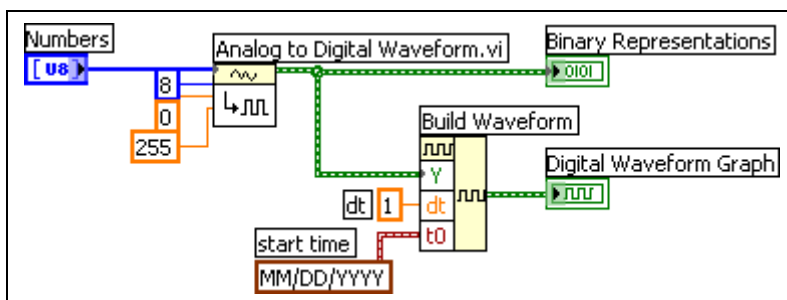 Numbers
[U8]
Analog to Digital Waveform.vi
Binary Representations
0101
8
0
255
Build Waveform
Y
dt
t0
dt
1
Digital Waveform Graph
start time
MM/DD/YYYY